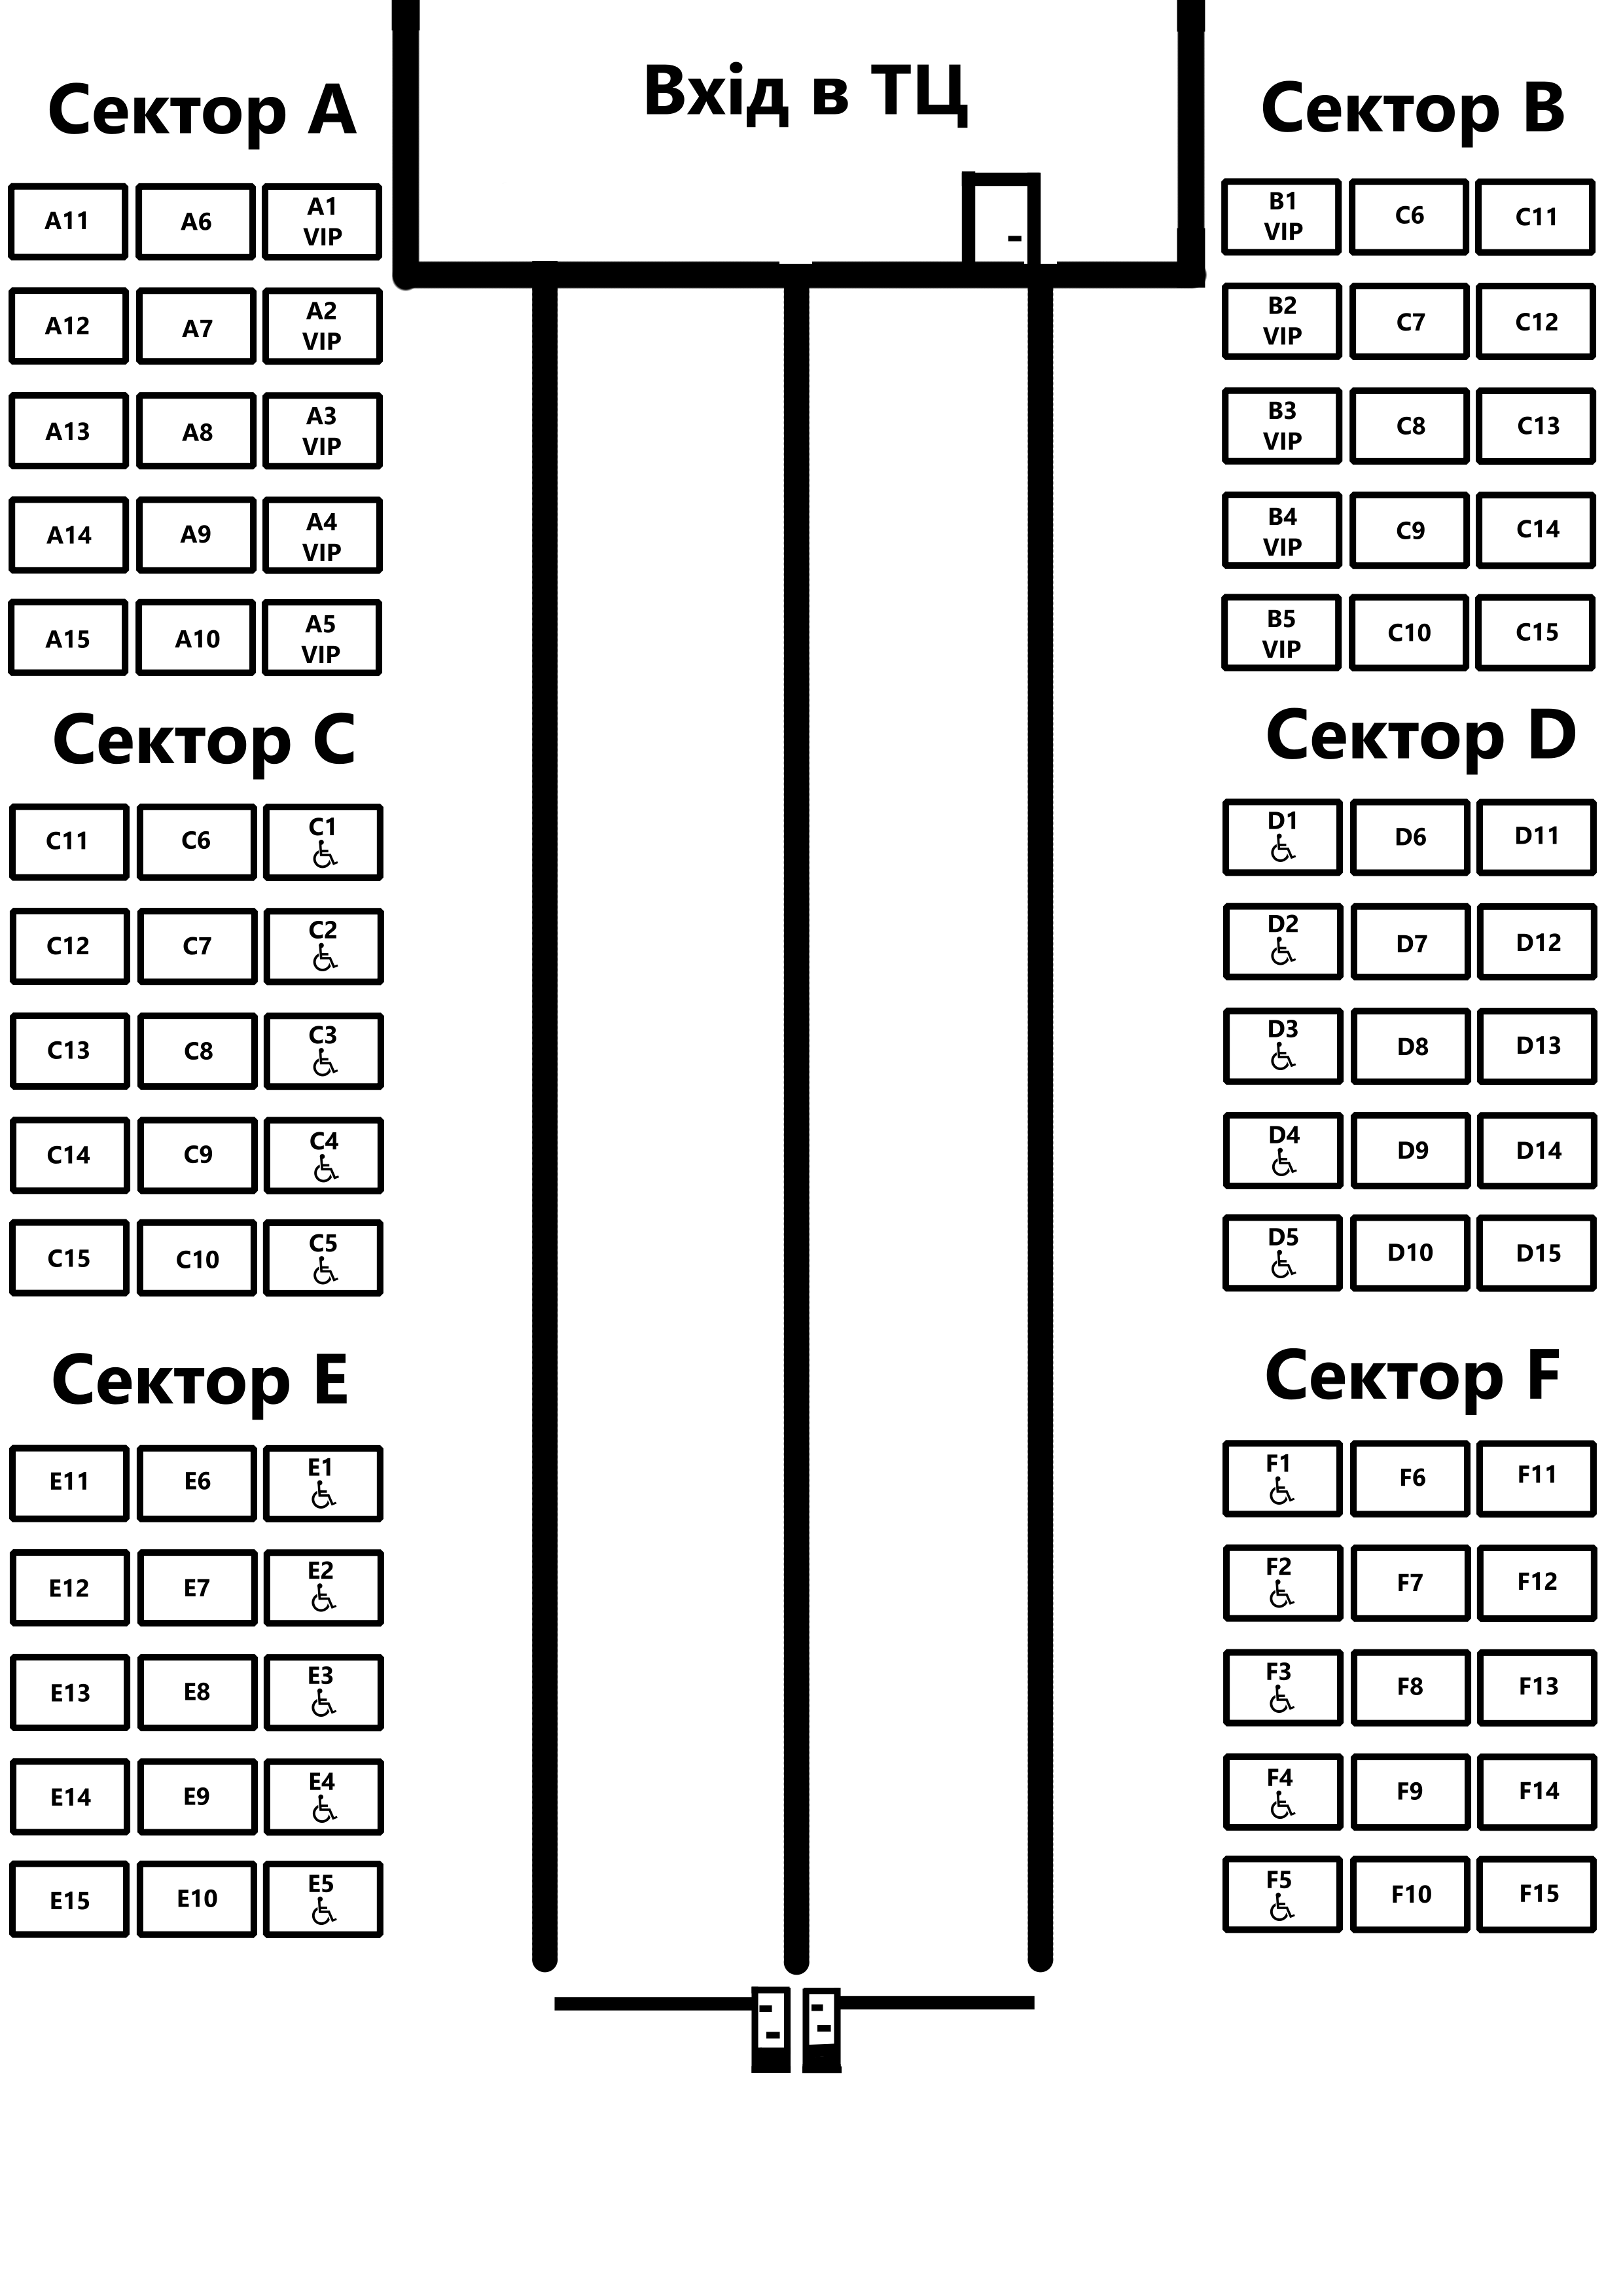 Вхід в ТЦ
Сектор A
A11 A6 A1
VIP
A12 A7 A2
VIP
A13 A8 A3
VIP
A14 A9 A4
VIP
A15 A10 A5
VIP
Сектор B
B1 C6 C11
VIP
B2 C7 C12
VIP
B3 C8 C13
VIP
B4 C9 C14
VIP
B5 C10 C15
VIP
Сектор C
C11 C6 C1
C12 C7 C2
C13 C8 C3
C14 C9 C4
C15 C10 C5
Сектор D
D1 D6 D11
D2 D7 D12
D3 D8 D13
D4 D9 D14
D5 D10 D15
Сектор E
E11 E6 E1
E12 E7 E2
E13 E8 E3
E14 E9 E4
E15 E10 E5
Сектор F
F1 F6 F11
F2 F7 F12
F3 F8 F13
F4 F9 F14
F5 F10 F15